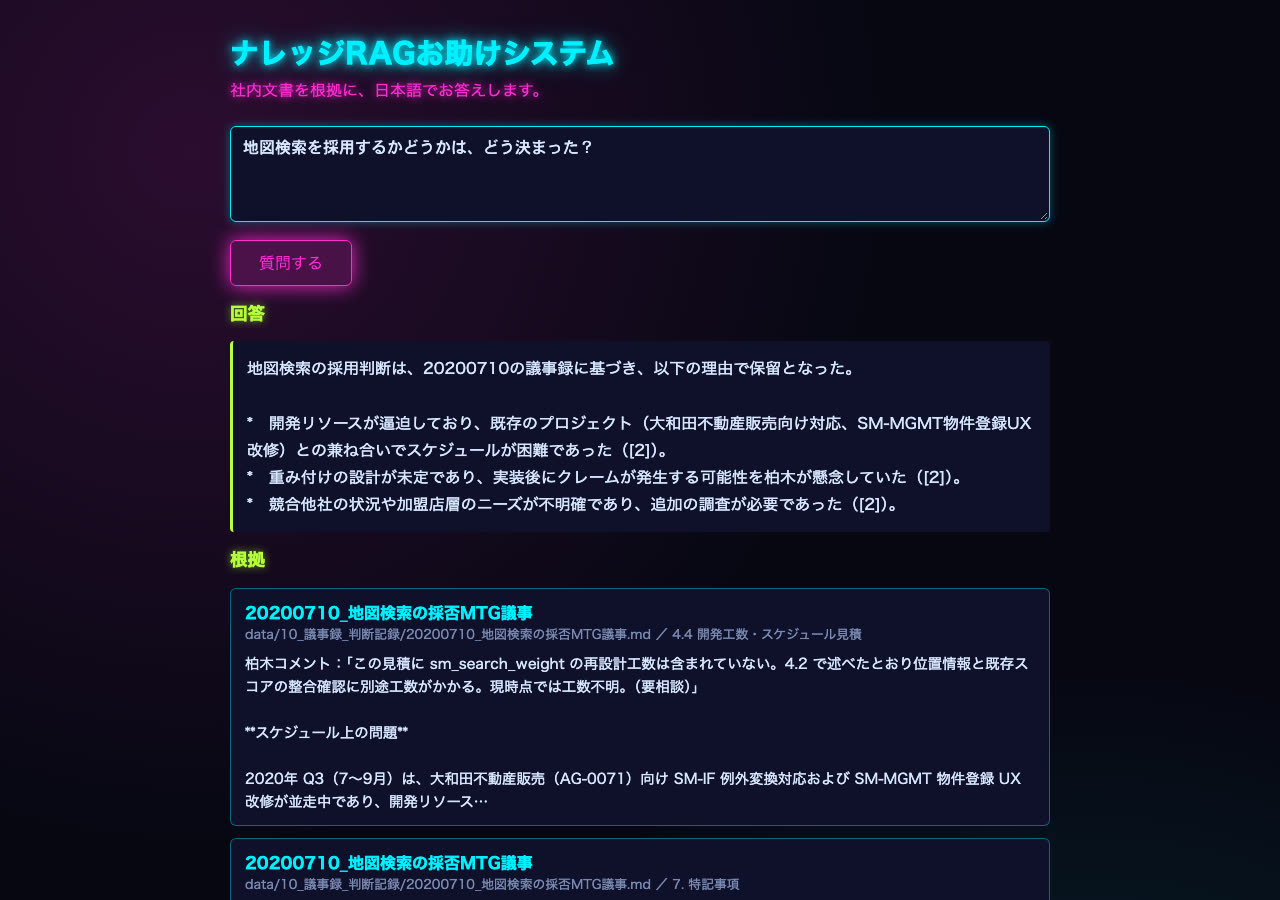 ナレッジRAGお助けシステム
社内文書を根拠に、日本語でお答えします。
地図検索を採用するかどうかは、どう決まった？
質問する
回答
地図検索の採用判断は、20200710の議事録に基づき、以下の理由で保留となった。
*　開発リソースが逼迫しており、既存のプロジェクト（大和田不動産販売向け対応、SM-MGMT物件登録UX
改修）との兼ね合いでスケジュールが困難であった（[2]）。
*　重み付けの設計が未定であり、実装後にクレームが発生する可能性を柏木が懸念していた（[2]）。
*　競合他社の状況や加盟店層のニーズが不明確であり、追加の調査が必要であった（[2]）。
根拠
20200710_地図検索の採否MTG議事
data/10_議事録_判断記録/20200710_地図検索の採否MTG議事.md ／ 4.4 開発工数・スケジュール見積
柏木コメント：「この見積に sm_search_weight の再設計工数は含まれていない。4.2 で述べたとおり位置情報と既存ス
コアの整合確認に別途工数がかかる。現時点では工数不明。（要相談）」
**スケジュール上の問題**
2020年 Q3（7〜9月）は、大和田不動産販売（AG-0071）向け SM-IF 例外変換対応および SM-MGMT 物件登録 UX
改修が並走中であり、開発リソース…
20200710_地図検索の採否MTG議事
data/10_議事録_判断記録/20200710_地図検索の採否MTG議事.md ／ 7. 特記事項